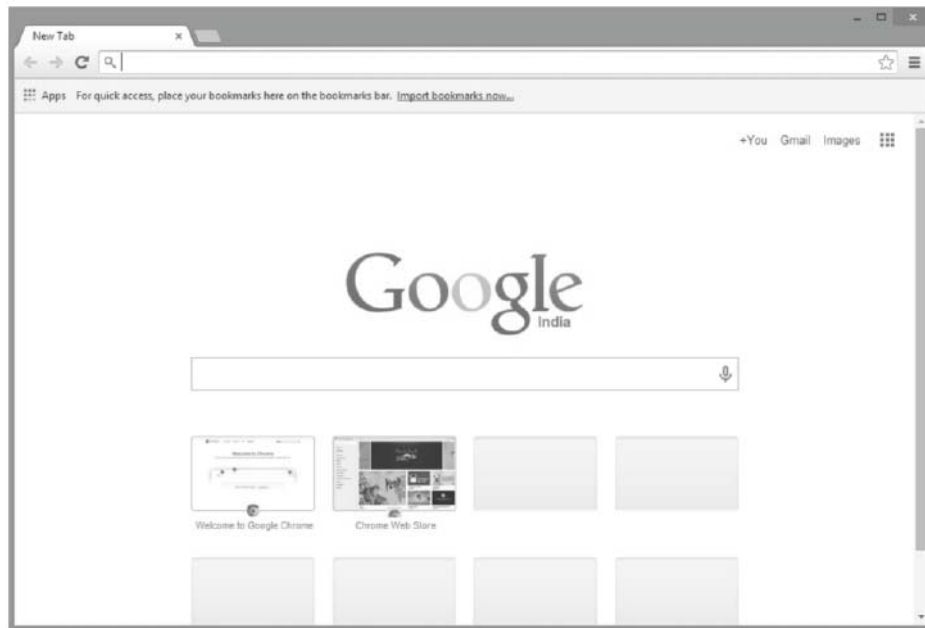 New Tab
Apps For quick access, place your bookmarks here on the bookmarks bar. Import bookmarks now...
+You Gmail Images
Google
India
Welcome to Google Chrome Chrome Web Store